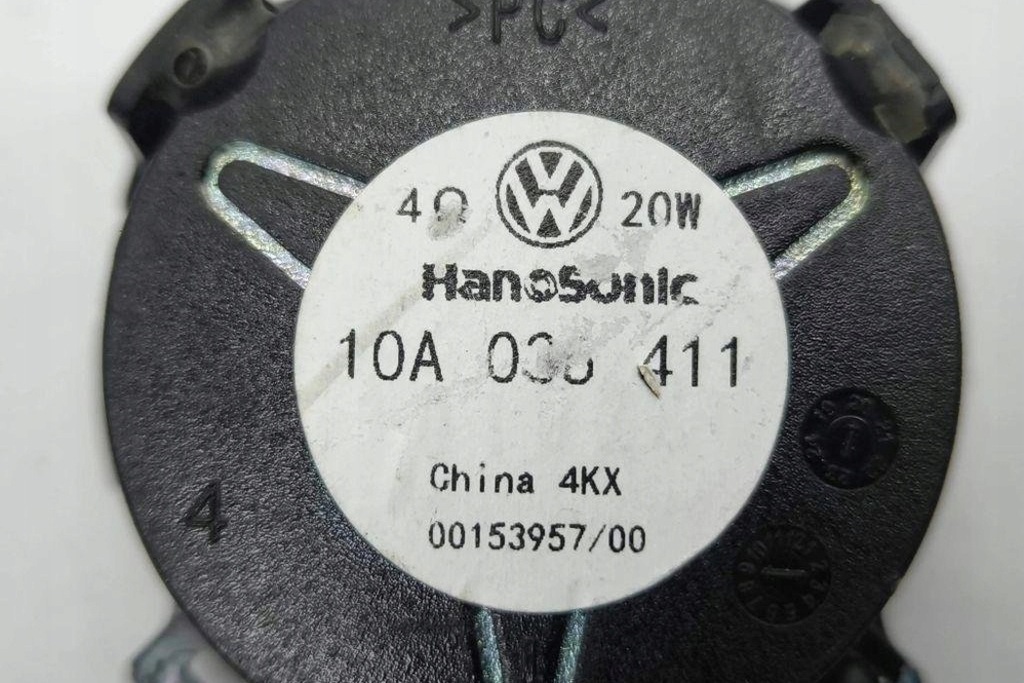 >PC<
4Ω 20W
HanoSonic
10A 411
China 4KX
00153957/00
4